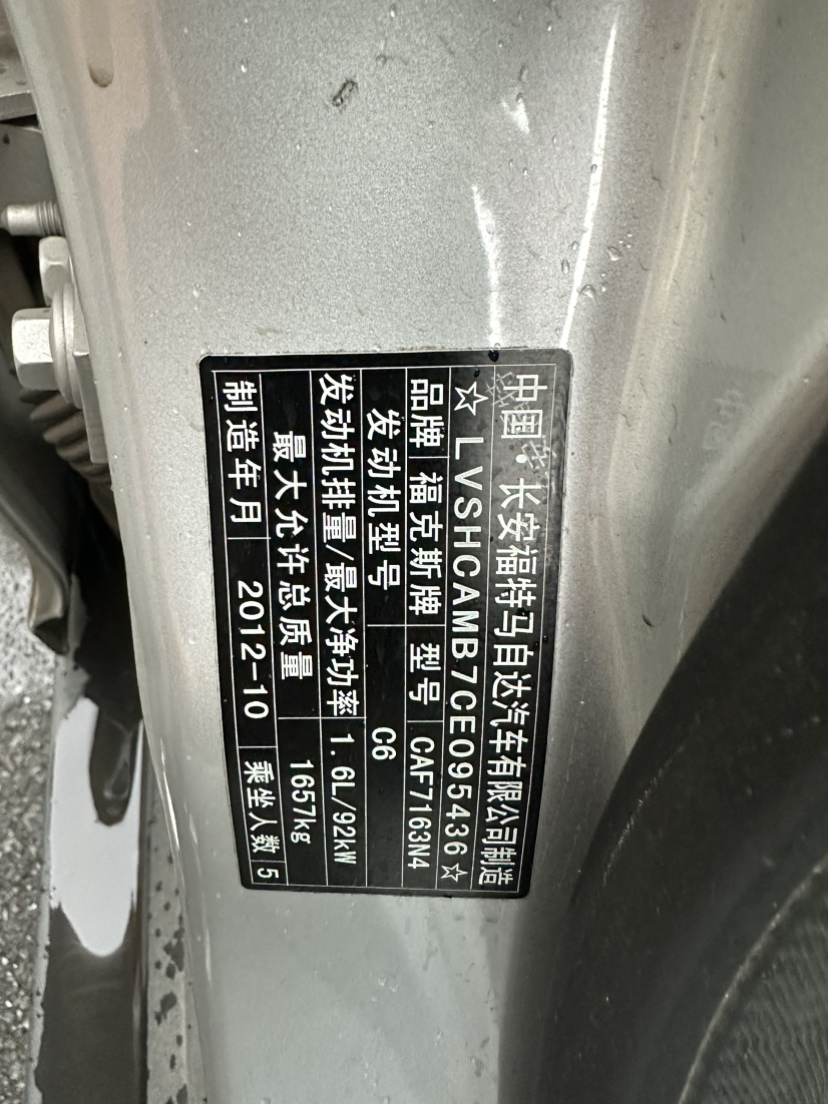 中国·长安福特马自达汽车有限公司制造
☆LVSHCAMB7CE095436☆
品牌 福克斯牌 型号 CAF7163N4
发动机型号 C6
发动机排量/最大净功率 1.6L/92kW
最大允许总质量 1657kg
制造年月 2012-10 乘坐人数 5